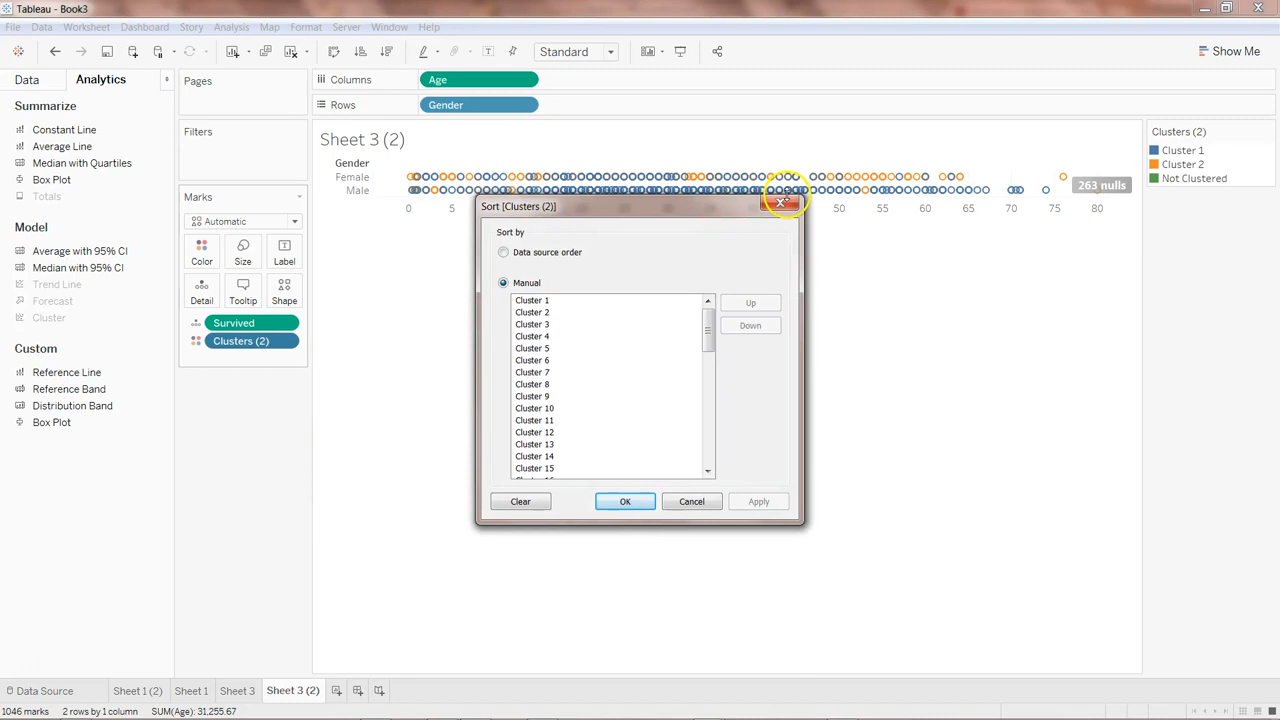 Tableau - Book3
File Data Worksheet Dashboard Story Analysis Map Format Server Window Help
Standard
Show Me
Data Analytics
Summarize
Constant Line
Average Line
Median with Quartiles
Box Plot
Totals
Model
Average with 95% CI
Median with 95% CI
Trend Line
Forecast
Cluster
Custom
Reference Line
Reference Band
Distribution Band
Box Plot
Pages
Filters
Marks
Automatic
Color Size Label
Detail Tooltip Shape
Survived
Clusters (2)
Columns Age
Rows Gender
Sheet 3 (2)
Gender
Female
Male
0 5 50 55 60 65 70 75 80
263 nulls
Clusters (2)
Cluster 1
Cluster 2
Not Clustered
Sort [Clusters (2)]
Sort by
Data source order
Manual
Cluster 1
Cluster 2
Cluster 3
Cluster 4
Cluster 5
Cluster 6
Cluster 7
Cluster 8
Cluster 9
Cluster 10
Cluster 11
Cluster 12
Cluster 13
Cluster 14
Cluster 15
Up
Down
Clear OK Cancel Apply
Data Source Sheet 1 (2) Sheet 1 Sheet 3 Sheet 3 (2)
1046 marks 2 rows by 1 column SUM(Age): 31,255.67